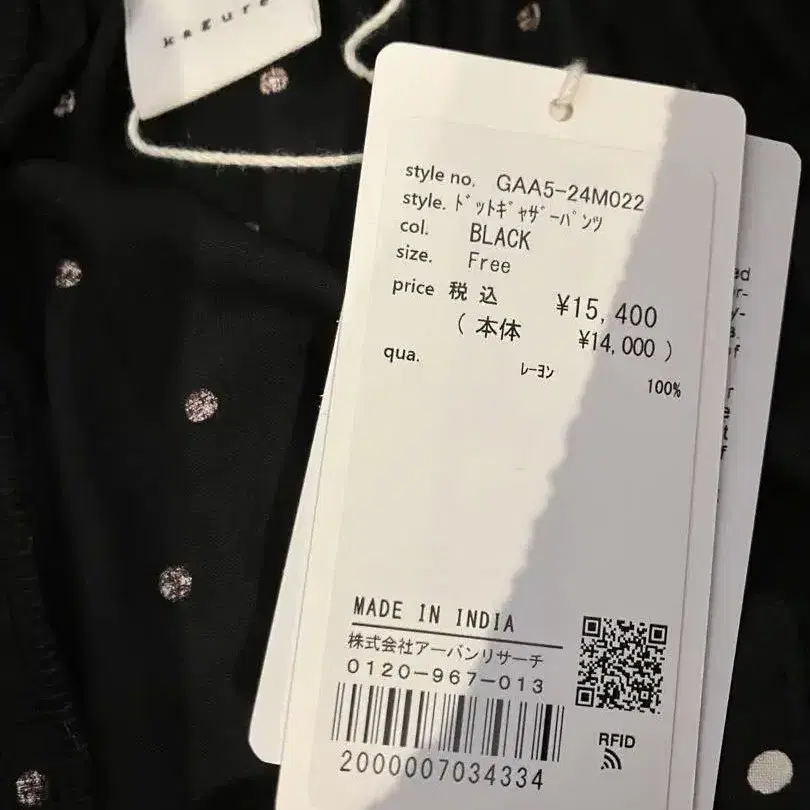 kagure
style no. GAA5-24M022
style. ﾄﾞｯﾄｷﾞｬｻﾞｰﾊﾟﾝﾂ
col. BLACK
size. Free
price 税込 ¥15,400
(本体 ¥14,000)
qua. ﾚｰﾖﾝ 100%
MADE IN INDIA
株式会社アーバンリサーチ
0120-967-013
2000007034334
RFID